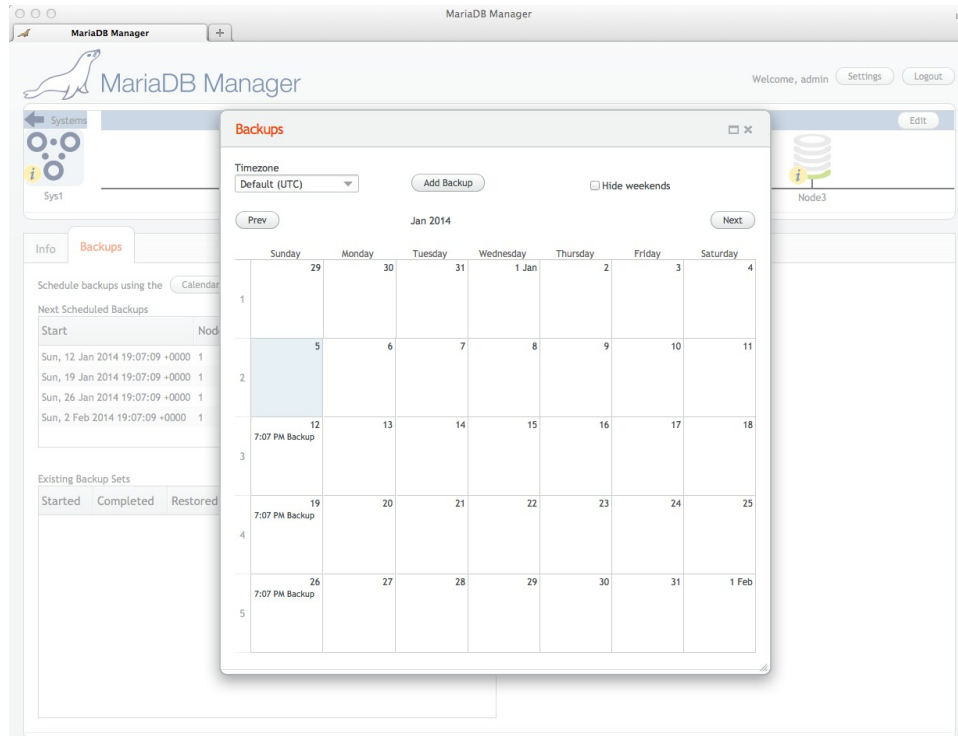 MariaDB Manager
MariaDB Manager
+
MariaDB Manager
Welcome, admin
Settings
Logout
Systems
Edit
i
Sys1
i
Node3
Info
Backups
Schedule backups using the
Calendar
Next Scheduled Backups
Start Nod
Sun, 12 Jan 2014 19:07:09 +0000 1
Sun, 19 Jan 2014 19:07:09 +0000 1
Sun, 26 Jan 2014 19:07:09 +0000 1
Sun, 2 Feb 2014 19:07:09 +0000 1
Existing Backup Sets
Started Completed Restored
Backups
Timezone
Default (UTC)
Add Backup
Hide weekends
Prev
Jan 2014
Next
Sunday Monday Tuesday Wednesday Thursday Friday Saturday
29 30 31 1 Jan 2 3 4
1
5 6 7 8 9 10 11
2
12 13 14 15 16 17 18
7:07 PM Backup
3
19 20 21 22 23 24 25
7:07 PM Backup
4
26 27 28 29 30 31 1 Feb
7:07 PM Backup
5